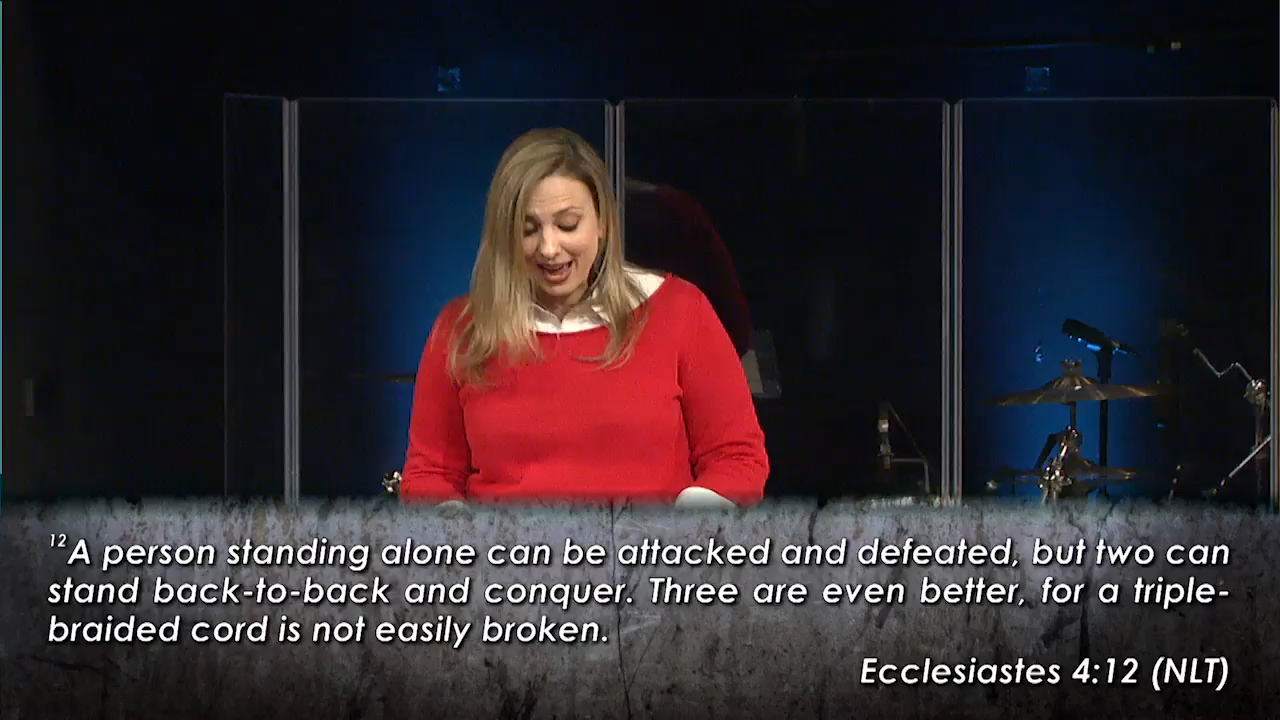 ¹²A person standing alone can be attacked and defeated, but two can
stand back-to-back and conquer. Three are even better, for a triple-
braided cord is not easily broken.
Ecclesiastes 4:12 (NLT)